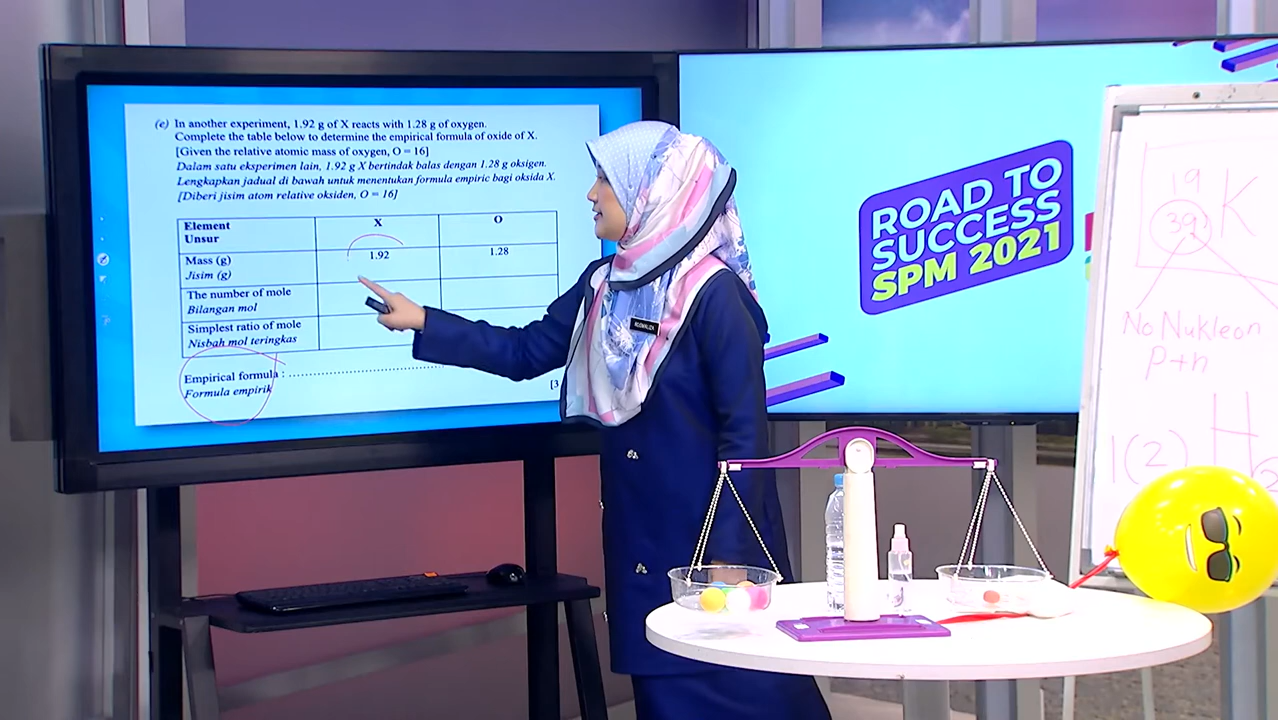 (e) In another experiment, 1.92 g of X reacts with 1.28 g of oxygen.
Complete the table below to determine the empirical formula of oxide of X.
[Given the relative atomic mass of oxygen, O = 16]
Dalam satu eksperimen lain, 1.92 g X bertindak balas dengan 1.28 g oksigen.
Lengkapkan jadual di bawah untuk menentukan formula empiric bagi oksida X.
[Diberi jisim atom relative oksiden, O = 16]
Element X O
Unsur
Mass (g) 1.92 1.28
Jisim (g)
The number of mole
Bilangan mol
Simplest ratio of mole
Nisbah mol teringkas
Empirical formula : ........................................
Formula empirik
[3
ROSMALIZA
ROAD TO
SUCCESS
SPM 2021
19
39 K
No Nukleon
P+n
1(2) H2